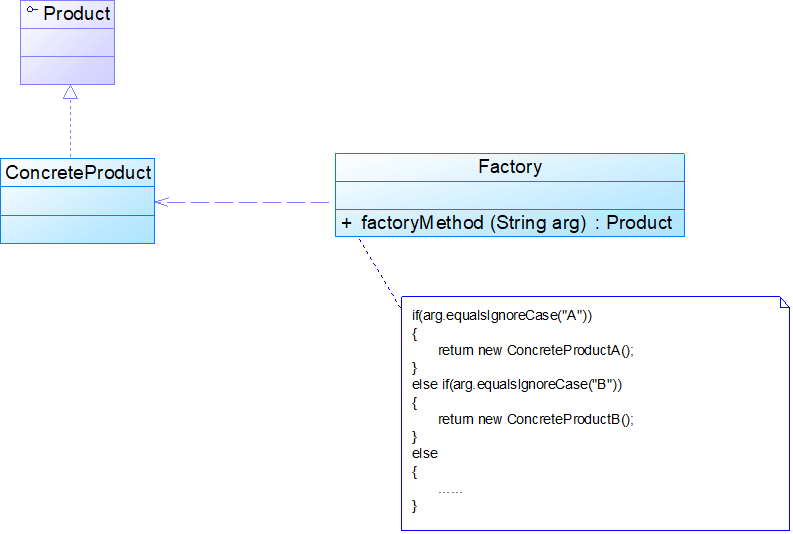 Product
ConcreteProduct
Factory
+ factoryMethod (String arg) : Product
if(arg.equalsIgnoreCase("A"))
{
return new ConcreteProductA();
}
else if(arg.equalsIgnoreCase("B"))
{
return new ConcreteProductB();
}
else
{
......
}